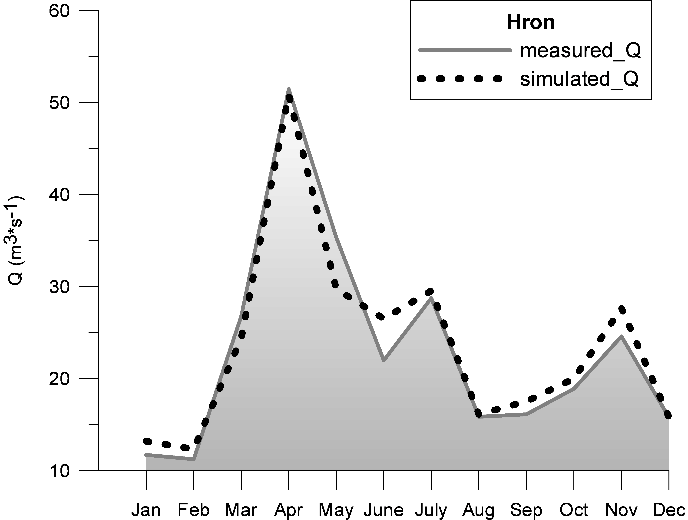 Hron
measured_Q
simulated_Q
60
50
40
30
20
10
Q (m3*s-1)
Jan Feb Mar Apr May June July Aug Sep Oct Nov Dec